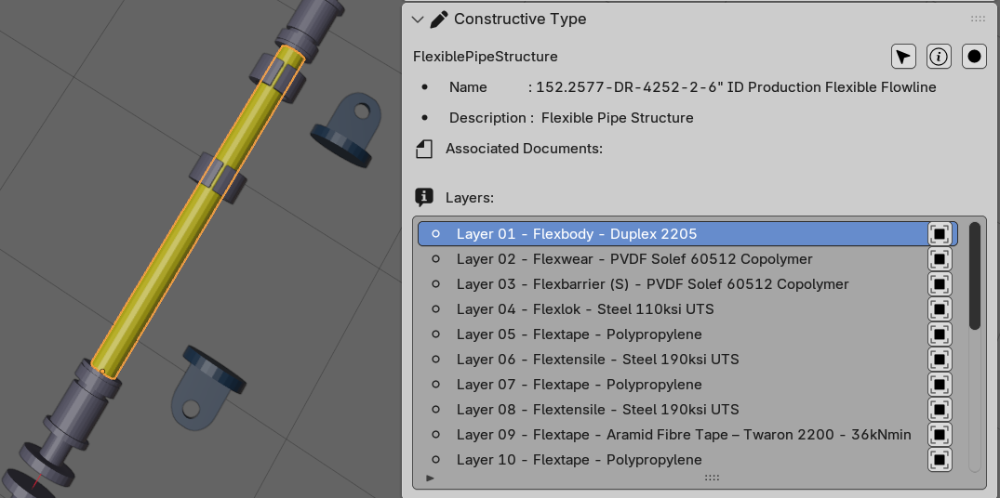 Constructive Type
FlexiblePipeStructure
Name : 152.2577-DR-4252-2-6" ID Production Flexible Flowline
Description : Flexible Pipe Structure
Associated Documents:
Layers:
Layer 01 - Flexbody - Duplex 2205
Layer 02 - Flexwear - PVDF Solef 60512 Copolymer
Layer 03 - Flexbarrier (S) - PVDF Solef 60512 Copolymer
Layer 04 - Flexlok - Steel 110ksi UTS
Layer 05 - Flextape - Polypropylene
Layer 06 - Flextensile - Steel 190ksi UTS
Layer 07 - Flextape - Polypropylene
Layer 08 - Flextensile - Steel 190ksi UTS
Layer 09 - Flextape - Aramid Fibre Tape – Twaron 2200 - 36kNmin
Layer 10 - Flextape - Polypropylene